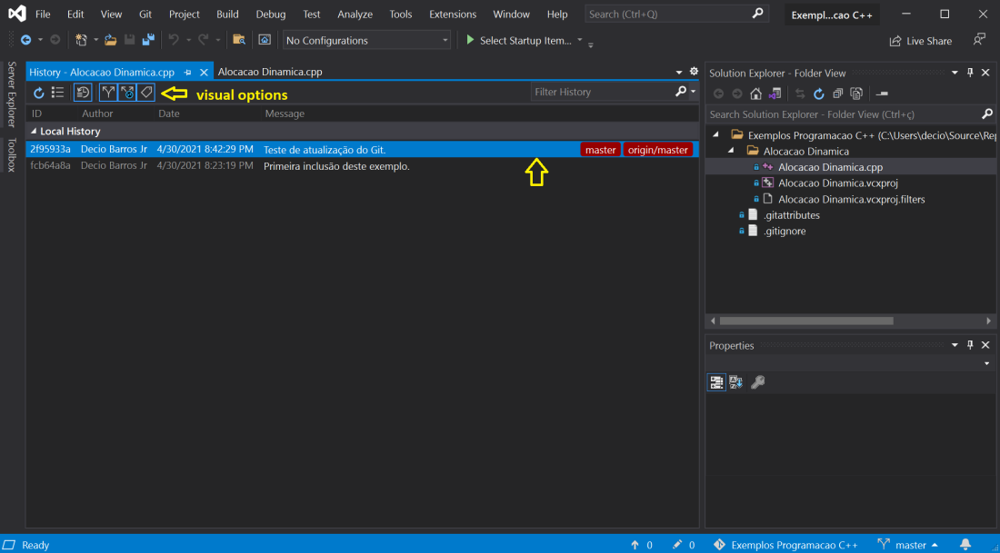 File Edit View Git Project Build Debug Test Analyze Tools Extensions Window Help Search (Ctrl+Q) Exempl...cao C++
No Configurations Select Startup Item... Live Share
Server Explorer
Toolbox
History - Alocacao Dinamica.cpp Alocacao Dinamica.cpp
visual options Filter History
ID Author Date Message
Local History
2f95933a Decio Barros Jr 4/30/2021 8:42:29 PM Teste de atualização do Git. master origin/master
fcb64a8a Decio Barros Jr 4/30/2021 8:23:19 PM Primeira inclusão deste exemplo.
Solution Explorer - Folder View
Search Solution Explorer - Folder View (Ctrl+ç)
Exemplos Programacao C++ (C:\Users\decio\Source\Rep
Alocacao Dinamica
Alocacao Dinamica.cpp
Alocacao Dinamica.vcxproj
Alocacao Dinamica.vcxproj.filters
.gitattributes
.gitignore
Properties
Ready 0 0 Exemplos Programacao C++ master